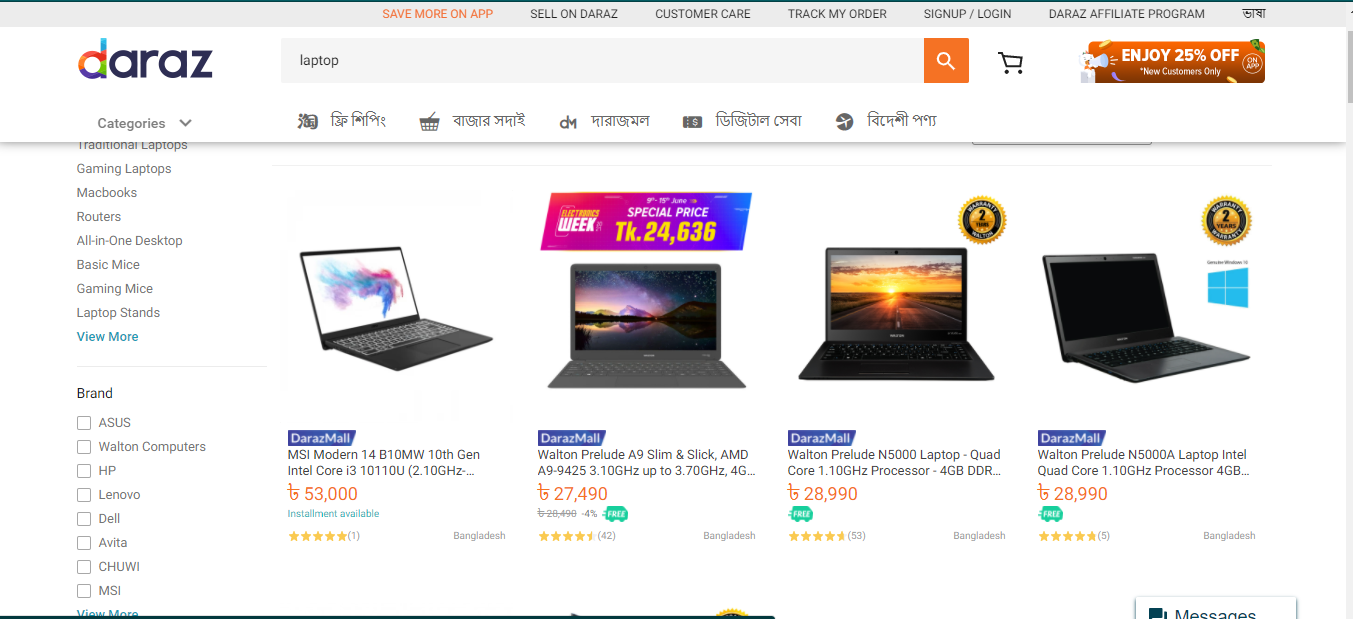 SAVE MORE ON APP
SELL ON DARAZ
CUSTOMER CARE
TRACK MY ORDER
SIGNUP / LOGIN
DARAZ AFFILIATE PROGRAM
ভাষা
daraz
laptop
ENJOY 25% OFF
*New Customers Only
ON APP
Categories
ফ্রি শিপিং
বাজার সদাই
দারাজমল
ডিজিটাল সেবা
বিদেশী পণ্য
Traditional Laptops
Gaming Laptops
Macbooks
Routers
All-in-One Desktop
Basic Mice
Gaming Mice
Laptop Stands
View More
Brand
ASUS
Walton Computers
HP
Lenovo
Dell
Avita
CHUWI
MSI
View More
DarazMall
MSI Modern 14 B10MW 10th Gen
Intel Core i3 10110U (2.10GHz-...
৳ 53,000
Installment available
(1)
Bangladesh
9th- 15th June
ELECTRONICS
WEEK
SPECIAL PRICE
Tk. 24,636
DarazMall
Walton Prelude A9 Slim & Slick, AMD
A9-9425 3.10GHz up to 3.70GHz, 4G...
৳ 27,490
৳ 28,490 -4% FREE
(42)
Bangladesh
WARRANTY
2
YEARS
WALTON
DarazMall
Walton Prelude N5000 Laptop - Quad
Core 1.10GHz Processor - 4GB DDR...
৳ 28,990
FREE
(53)
Bangladesh
WARRANTY
2
YEARS
WARRANTY
Genuine Windows 10
DarazMall
Walton Prelude N5000A Laptop Intel
Quad Core 1.10GHz Processor 4GB...
৳ 28,990
FREE
(5)
Bangladesh
Messages